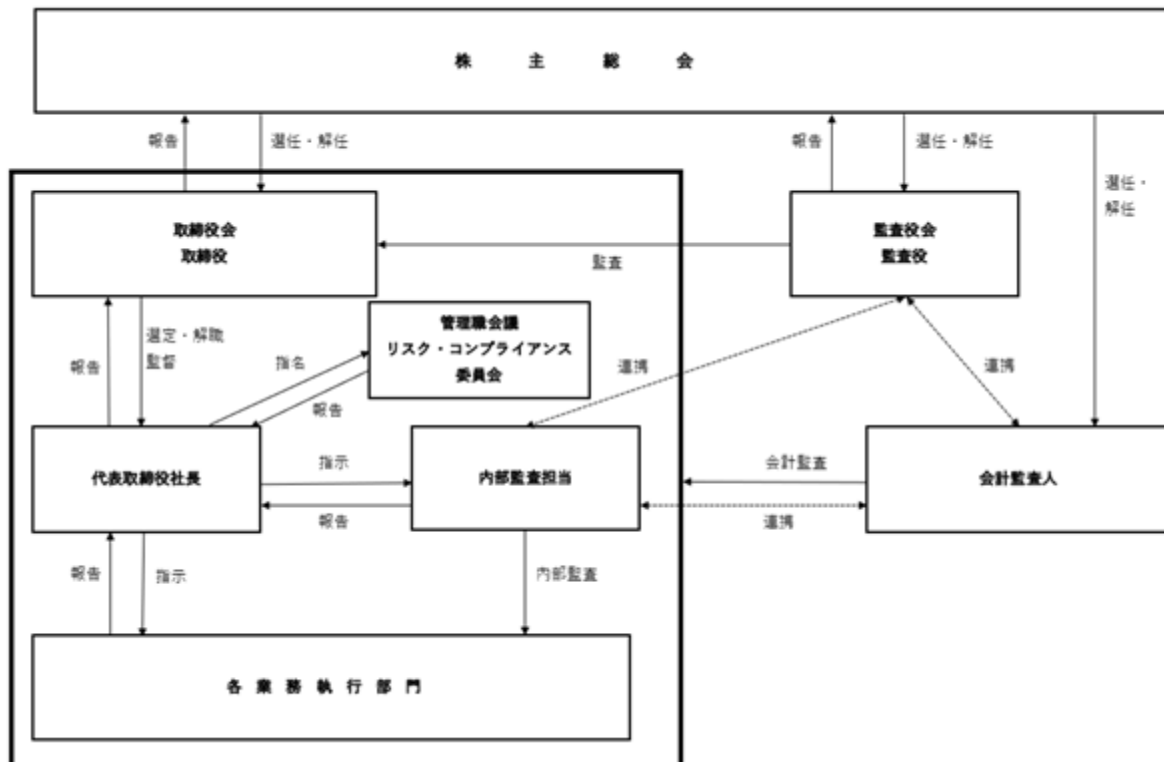 株主総会
報告
選任・解任
報告
選任・解任
選任・
解任
取締役会
取締役
監査役会
監査役
監査
管理職会議
リスク・コンプライアンス
委員会
報告
選定・解職
監督
指名
報告
連携
連携
代表取締役社長
指示
報告
内部監査担当
会計監査
連携
会計監査人
報告
指示
内部監査
各業務執行部門